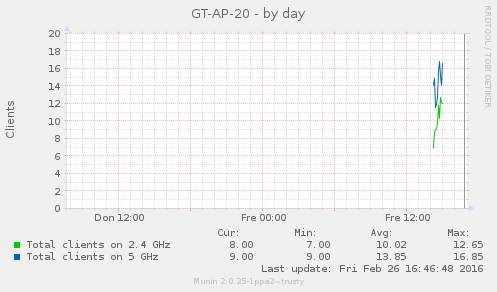 GT-AP-20 - by day
RRDTOOL / TOBI OETIKER
Clients
20
18
16
14
12
10
8
6
4
2
0
Don 12:00 Fre 00:00 Fre 12:00
Cur: Min: Avg: Max:
Total clients on 2.4 GHz 8.00 7.00 10.02 12.65
Total clients on 5 GHz 9.00 9.00 13.85 16.85
Last update: Fri Feb 26 16:46:48 2016
Munin 2.0.25-1ppa2~trusty